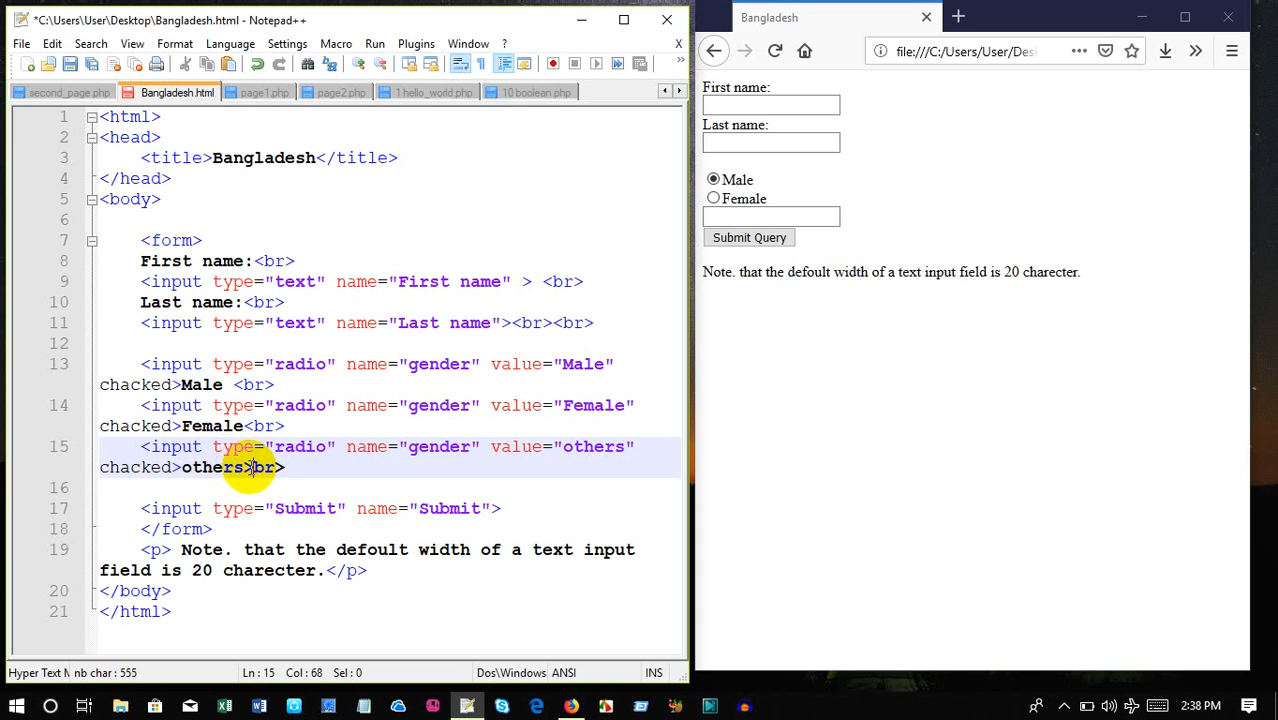 *C:\Users\User\Desktop\Bangladesh.html - Notepad++
File Edit Search View Format Encoding Language Settings Macro Run Plugins Window ? X
second_page.php Bangladesh.html page1.php page2.php 1 hello_world.php 10 boolean.php
1 <html>
2 <head>
3 <title>Bangladesh</title>
4 </head>
5 <body>
6
7 <form>
8 First name:<br>
9 <input type="text" name="First name" > <br>
10 Last name:<br>
11 <input type="text" name="Last name"><br><br>
12
13 <input type="radio" name="gender" value="Male"
chacked>Male <br>
14 <input type="radio" name="gender" value="Female"
chacked>Female<br>
15 <input type="radio" name="gender" value="others"
chacked>others>br>
16
17 <input type="Submit" name="Submit">
18 </form>
19 <p> Note. that the defoult width of a text input
field is 20 charecter.</p>
20 </body>
21 </html>
Hyper Text M nb char : 555 Ln : 15 Col : 68 Sel : 0 Dos\Windows ANSI INS
Bangladesh
file:///C:/Users/User/Des
First name:
Last name:
Male
Female
Submit Query
Note. that the defoult width of a text input field is 20 charecter.
2:38 PM